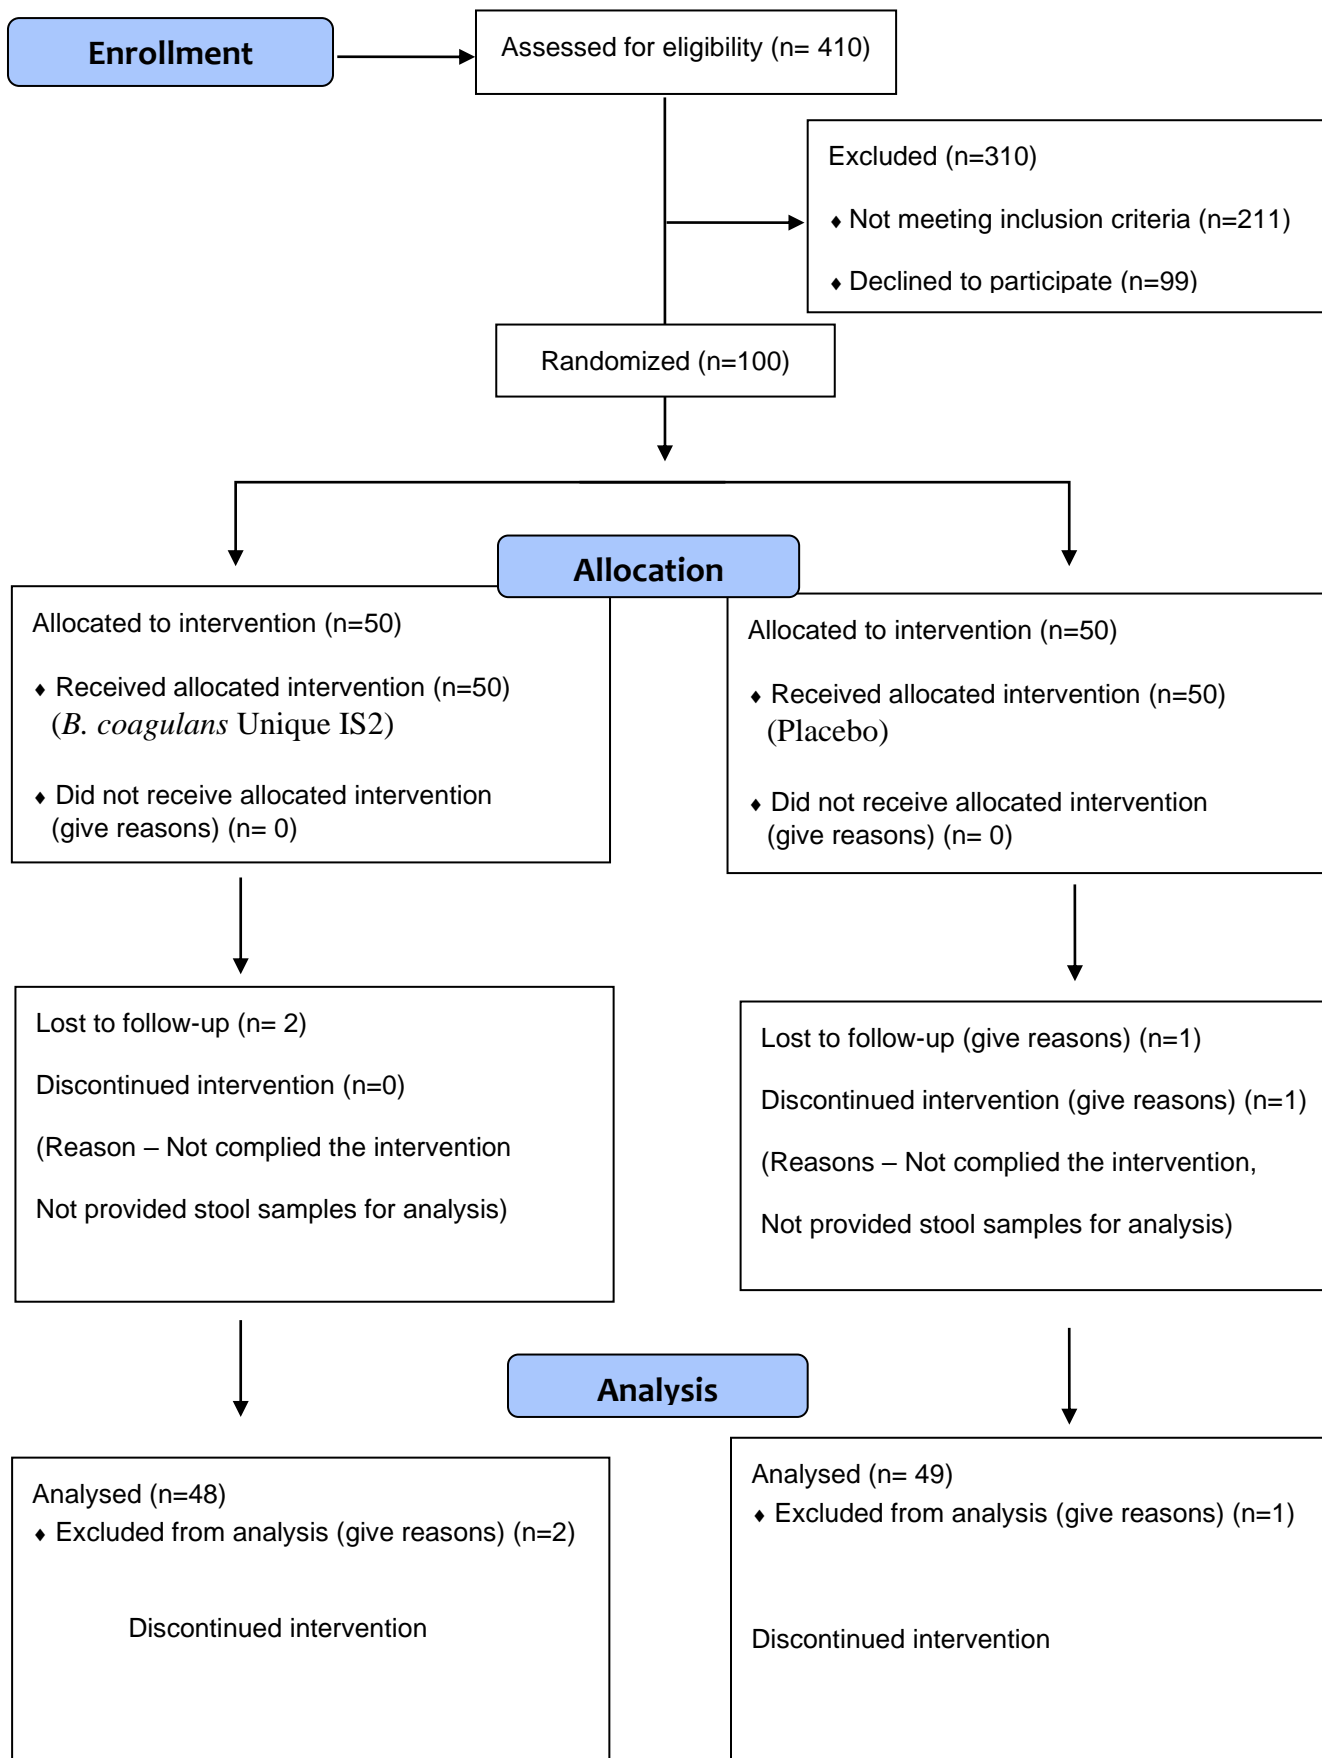 Enrollment
Assessed for eligibility (n= 410)
Excluded (n=310)
♦ Not meeting inclusion criteria (n=211)
♦ Declined to participate (n=99)
Randomized (n=100)
Allocation
Allocated to intervention (n=50)
♦ Received allocated intervention (n=50)
(B. coagulans Unique IS2)
♦ Did not receive allocated intervention
(give reasons) (n= 0)
Allocated to intervention (n=50)
♦ Received allocated intervention (n=50)
(Placebo)
♦ Did not receive allocated intervention
(give reasons) (n= 0)
Lost to follow-up (n= 2)
Discontinued intervention (n=0)
(Reason – Not complied the intervention
Not provided stool samples for analysis)
Lost to follow-up (give reasons) (n=1)
Discontinued intervention (give reasons) (n=1)
(Reasons – Not complied the intervention,
Not provided stool samples for analysis)
Analysis
Analysed (n=48)
♦ Excluded from analysis (give reasons) (n=2)
Discontinued intervention
Analysed (n= 49)
♦ Excluded from analysis (give reasons) (n=1)
Discontinued intervention